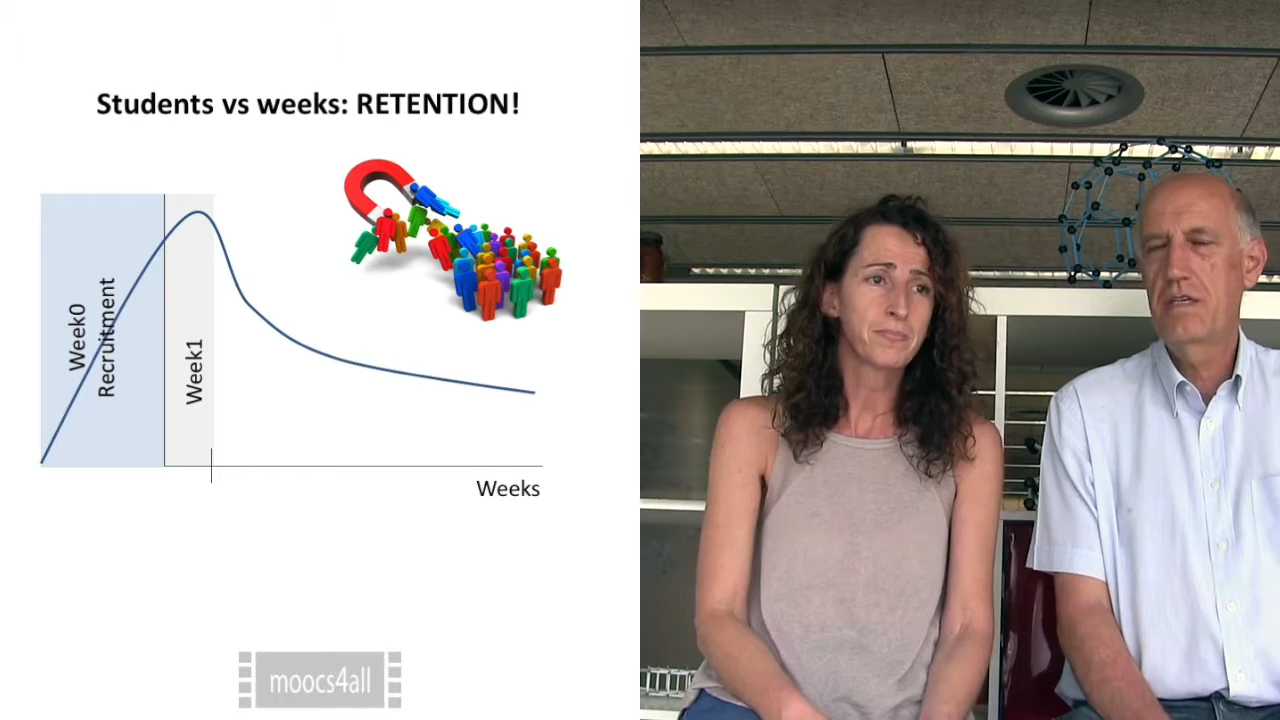 Students vs weeks: RETENTION!
Week0
Recruitment
Week1
Weeks
moocs4all